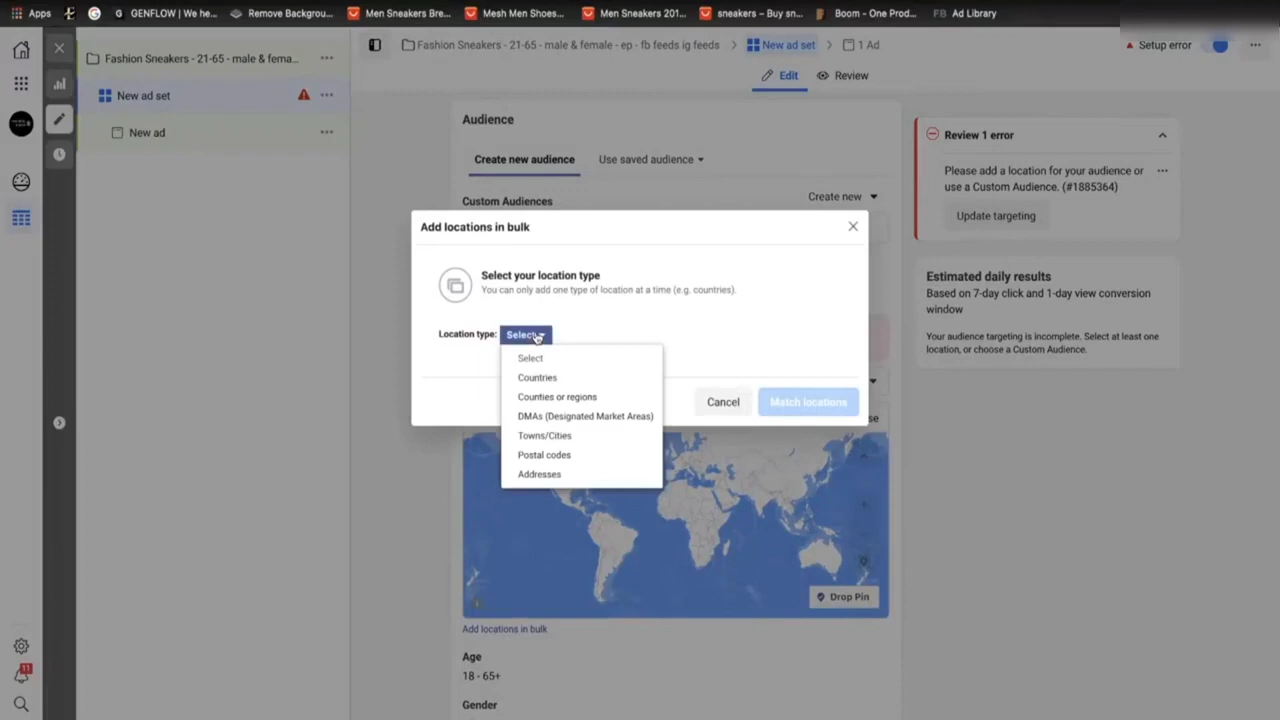 Apps
GENFLOW | We he...
Remove Backgrou...
Men Sneakers Bre...
Mesh Men Shoes...
Men Sneakers 201...
sneakers – Buy sn...
Boom - One Prod...
FB Ad Library
Fashion Sneakers - 21-65 - male & fema...
New ad set
New ad
Fashion Sneakers - 21-65 - male & female - ep - fb feeds ig feeds
New ad set
1 Ad
Setup error
Edit
Review
Audience
Create new audience
Use saved audience
Custom Audiences
Create new
Add locations in bulk
Select your location type
You can only add one type of location at a time (e.g. countries).
Location type:
Select
Select
Countries
Counties or regions
DMAs (Designated Market Areas)
Towns/Cities
Postal codes
Addresses
Cancel
Match locations
se
Drop Pin
Add locations in bulk
Age
18 - 65+
Gender
Review 1 error
Please add a location for your audience or
use a Custom Audience. (#1885364)
Update targeting
Estimated daily results
Based on 7-day click and 1-day view conversion
window
Your audience targeting is incomplete. Select at least one
location, or choose a Custom Audience.
11